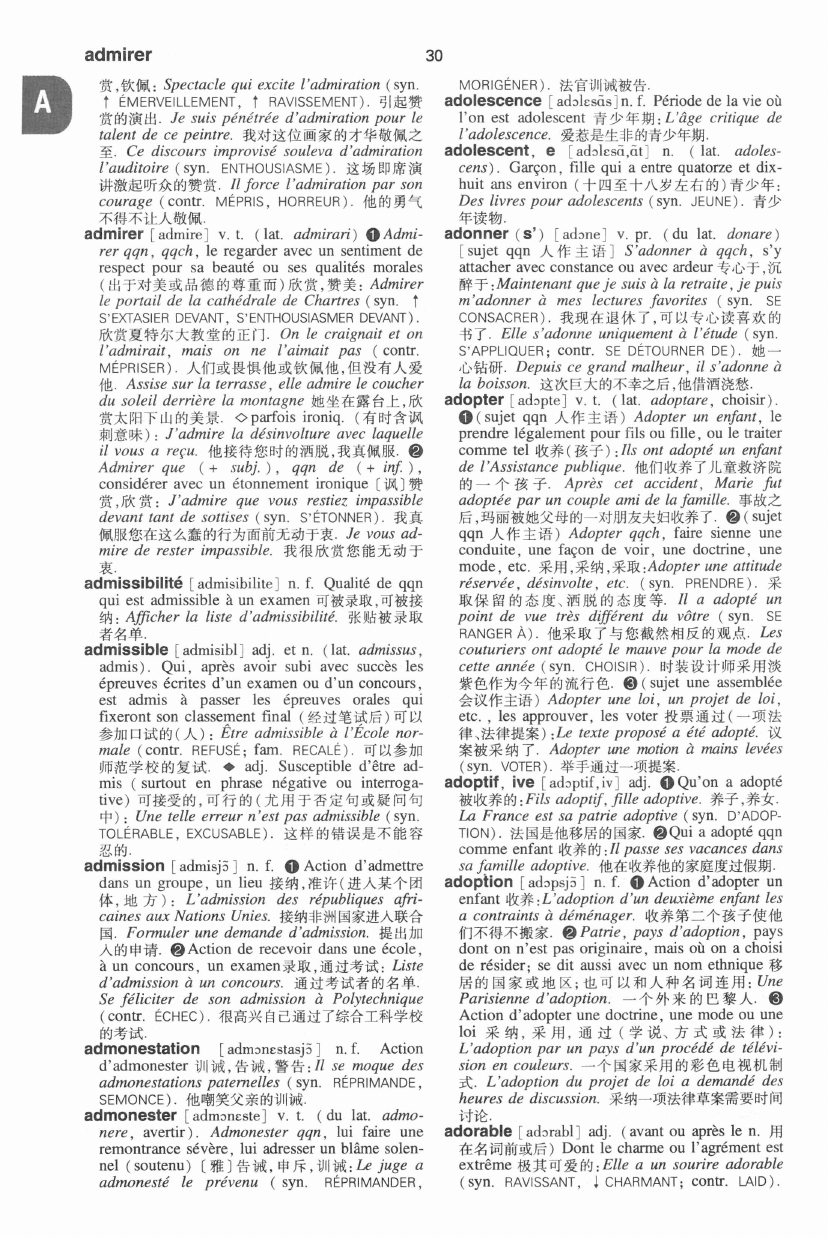 admirer
30
A
赏,钦佩: Spectacle qui excite l'admiration (syn.
↑ ÉMERVEILLEMENT, ↑ RAVISSEMENT). 引起赞
赏的演出. Je suis pénétrée d'admiration pour le
talent de ce peintre. 我对这位画家的才华敬佩之
至. Ce discours improvisé souleva d'admiration
l'auditoire (syn. ENTHOUSIASME). 这场即席演
讲激起听众的赞赏. Il force l'admiration par son
courage (contr. MÉPRIS, HORREUR). 他的勇气
不得不让人敬佩.
admirer [admire] v. t. (lat. admirari) ❶ Admi-
rer qqn, qqch, le regarder avec un sentiment de
respect pour sa beauté ou ses qualités morales
(出于对美或品德的尊重而)欣赏,赞美: Admirer
le portail de la cathédrale de Chartres (syn. ↑
S'EXTASIER DEVANT, S'ENTHOUSIASMER DEVANT).
欣赏夏特尔大教堂的正门. On le craignait et on
l'admirait, mais on ne l'aimait pas (contr.
MÉPRISER). 人们或畏惧他或钦佩他,但没有人爱
他. Assise sur la terrasse, elle admire le coucher
du soleil derrière la montagne 她坐在露台上,欣
赏太阳下山的美景. ◇ parfois ironiq. (有时含讽
刺意味): J'admire la désinvolture avec laquelle
il vous a reçu. 他接待您时的洒脱,我真佩服. ❷
Admirer que (+ subj.), qqn de (+ inf.),
considérer avec un étonnement ironique [讽]赞
赏,欣赏: J'admire que vous restiez impassible
devant tant de sottises (syn. S'ÉTONNER). 我真
佩服您在这么蠢的行为面前无动于衷. Je vous ad-
mire de rester impassible. 我很欣赏您能无动于
衷.
admissibilité [admisibilite] n. f. Qualité de qqn
qui est admissible à un examen 可被录取,可被接
纳: Afficher la liste d'admissibilité. 张贴被录取
者名单.
admissible [admisibl] adj. et n. (lat. admissus,
admis). Qui, après avoir subi avec succès les
épreuves écrites d'un examen ou d'un concours,
est admis à passer les épreuves orales qui
fixeront son classement final (经过笔试后)可以
参加口试的(人): Être admissible à l'École nor-
male (contr. REFUSÉ; fam. RECALÉ). 可以参加
师范学校的复试. ◆ adj. Susceptible d'être ad-
mis (surtout en phrase négative ou interroga-
tive) 可接受的,可行的(尤用于否定句或疑问句
中): Une telle erreur n'est pas admissible (syn.
TOLÉRABLE, EXCUSABLE). 这样的错误是不能容
忍的.
admission [admisjɔ̃] n. f. ❶ Action d'admettre
dans un groupe, un lieu 接纳,准许(进入某个团
体,地方): L'admission des républiques afri-
caines aux Nations Unies. 接纳非洲国家进入联合
国. Formuler une demande d'admission. 提出加
入的申请. ❷ Action de recevoir dans une école,
à un concours, un examen录取,通过考试: Liste
d'admission à un concours. 通过考试者的名单.
Se féliciter de son admission à Polytechnique
(contr. ÉCHEC). 很高兴自己通过了综合工科学校
的考试.
admonestation [admɔnɛstasjɔ̃] n. f. Action
d'admonester 训诫,告诫,警告: Il se moque des
admonestations paternelles (syn. RÉPRIMANDE,
SEMONCE). 他嘲笑父亲的训诫.
admonester [admɔnɛste] v. t. (du lat. admo-
nere, avertir). Admonester qqn, lui faire une
remontrance sévère, lui adresser un blâme solen-
nel (soutenu) [雅]告诫,申斥,训诫: Le juge a
admonesté le prévenu (syn. RÉPRIMANDER,
MORIGÉNER). 法官训诫被告.
adolescence [adɔlɛsɑ̃s] n. f. Période de la vie où
l'on est adolescent 青少年期: L'âge critique de
l'adolescence. 爱惹是生非的青少年期.
adolescent, e [adɔlɛsɑ̃,ɑ̃t] n. (lat. adoles-
cens). Garçon, fille qui a entre quatorze et dix-
huit ans environ (十四至十八岁左右的)青少年:
Des livres pour adolescents (syn. JEUNE). 青少
年读物.
adonner (s') [adɔne] v. pr. (du lat. donare)
[sujet qqn 人作主语] S'adonner à qqch, s'y
attacher avec constance ou avec ardeur 专心于,沉
醉于: Maintenant que je suis à la retraite, je puis
m'adonner à mes lectures favorites (syn. SE
CONSACRER). 我现在退休了,可以专心读喜欢的
书了. Elle s'adonne uniquement à l'étude (syn.
S'APPLIQUER; contr. SE DÉTOURNER DE). 她一
心钻研. Depuis ce grand malheur, il s'adonne à
la boisson. 这次巨大的不幸之后,他借酒浇愁.
adopter [adɔpte] v. t. (lat. adoptare, choisir).
❶ (sujet qqn 人作主语) Adopter un enfant, le
prendre légalement pour fils ou fille, ou le traiter
comme tel 收养(孩子): Ils ont adopté un enfant
de l'Assistance publique. 他们收养了儿童救济院
的一个孩子. Après cet accident, Marie fut
adoptée par un couple ami de la famille. 事故之
后,玛丽被她父母的一对朋友夫妇收养了. ❷ (sujet
qqn 人作主语) Adopter qqch, faire sienne une
conduite, une façon de voir, une doctrine, une
mode, etc. 采用,采纳,采取: Adopter une attitude
réservée, désinvolte, etc. (syn. PRENDRE). 采
取保留的态度、洒脱的态度等. Il a adopté un
point de vue très différent du vôtre (syn. SE
RANGER À). 他采取了与您截然相反的观点. Les
couturiers ont adopté le mauve pour la mode de
cette année (syn. CHOISIR). 时装设计师采用淡
紫色作为今年的流行色. ❸ (sujet une assemblée
会议作主语) Adopter une loi, un projet de loi,
etc., les approuver, les voter 投票通过(一项法
律、法律提案): Le texte proposé a été adopté. 议
案被采纳了. Adopter une motion à mains levées
(syn. VOTER). 举手通过一项提案.
adoptif, ive [adɔptif,iv] adj. ❶ Qu'on a adopté
被收养的: Fils adoptif, fille adoptive. 养子,养女.
La France est sa patrie adoptive (syn. D'ADOP-
TION). 法国是他移居的国家. ❷ Qui a adopté qqn
comme enfant 收养的: Il passe ses vacances dans
sa famille adoptive. 他在收养他的家庭度过假期.
adoption [adɔpsjɔ̃] n. f. ❶ Action d'adopter un
enfant 收养: L'adoption d'un deuxième enfant les
a contraints à déménager. 收养第二个孩子使他
们不得不搬家. ❷ Patrie, pays d'adoption, pays
dont on n'est pas originaire, mais où on a choisi
de résider; se dit aussi avec un nom ethnique 移
居的国家或地区;也可以和人种名词连用: Une
Parisienne d'adoption. 一个外来的巴黎人. ❸
Action d'adopter une doctrine, une mode ou une
loi 采纳,采用,通过(学说、方式或法律):
L'adoption par un pays d'un procédé de télévi-
sion en couleurs. 一个国家采用的彩色电视机制
式. L'adoption du projet de loi a demandé des
heures de discussion. 采纳一项法律草案需要时间
讨论.
adorable [adɔrabl] adj. (avant ou après le n. 用
在名词前或后) Dont le charme ou l'agrément est
extrême 极其可爱的: Elle a un sourire adorable
(syn. RAVISSANT, ↓ CHARMANT; contr. LAID).